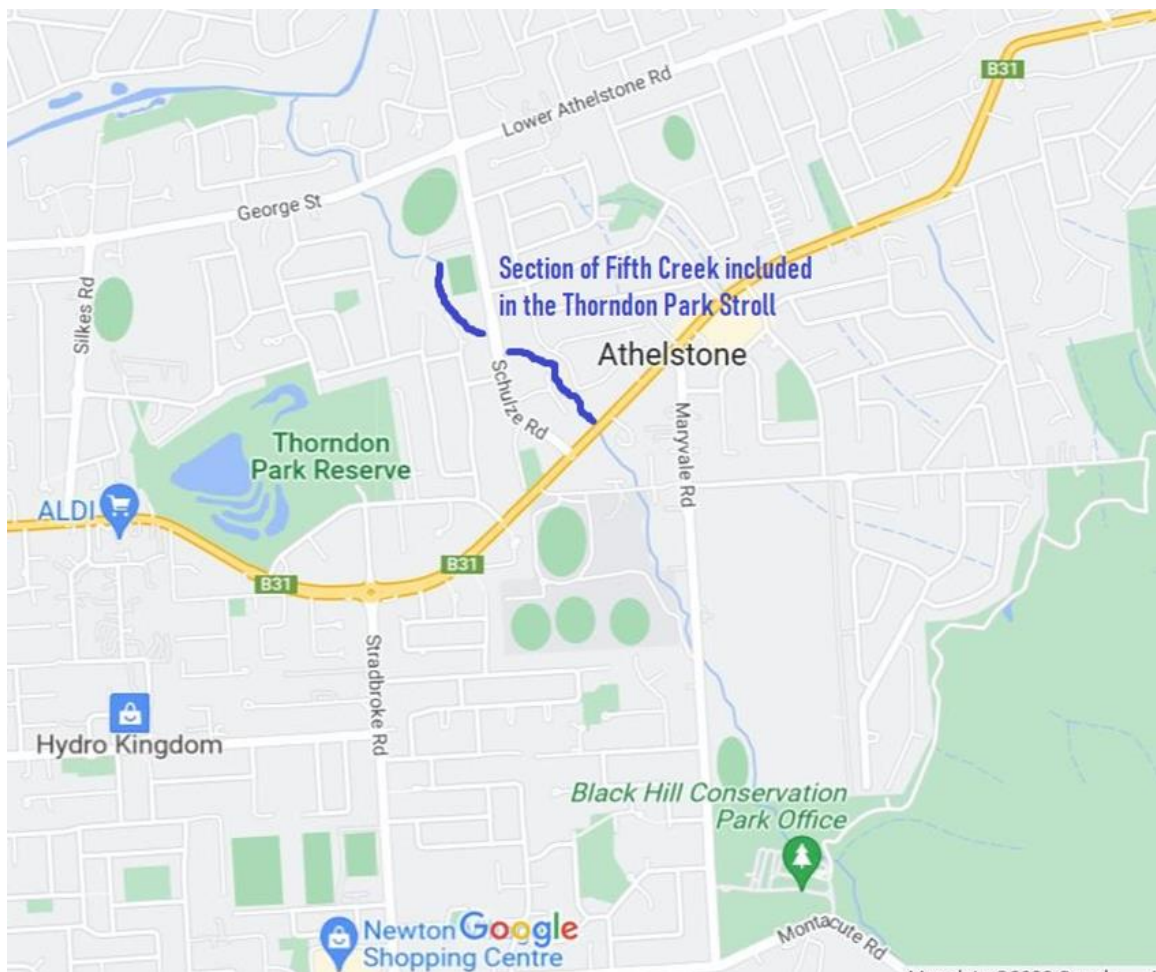 B31
Lower Athelstone Rd
George St
Silkes Rd
Section of Fifth Creek included
in the Thorndon Park Stroll
Athelstone
Schulze Rd
Maryvale Rd
Thorndon
Park Reserve
ALDI
B31
B31
Stradbroke Rd
Hydro Kingdom
Black Hill Conservation
Park Office
Montacute Rd
Newton
Shopping Centre
Google